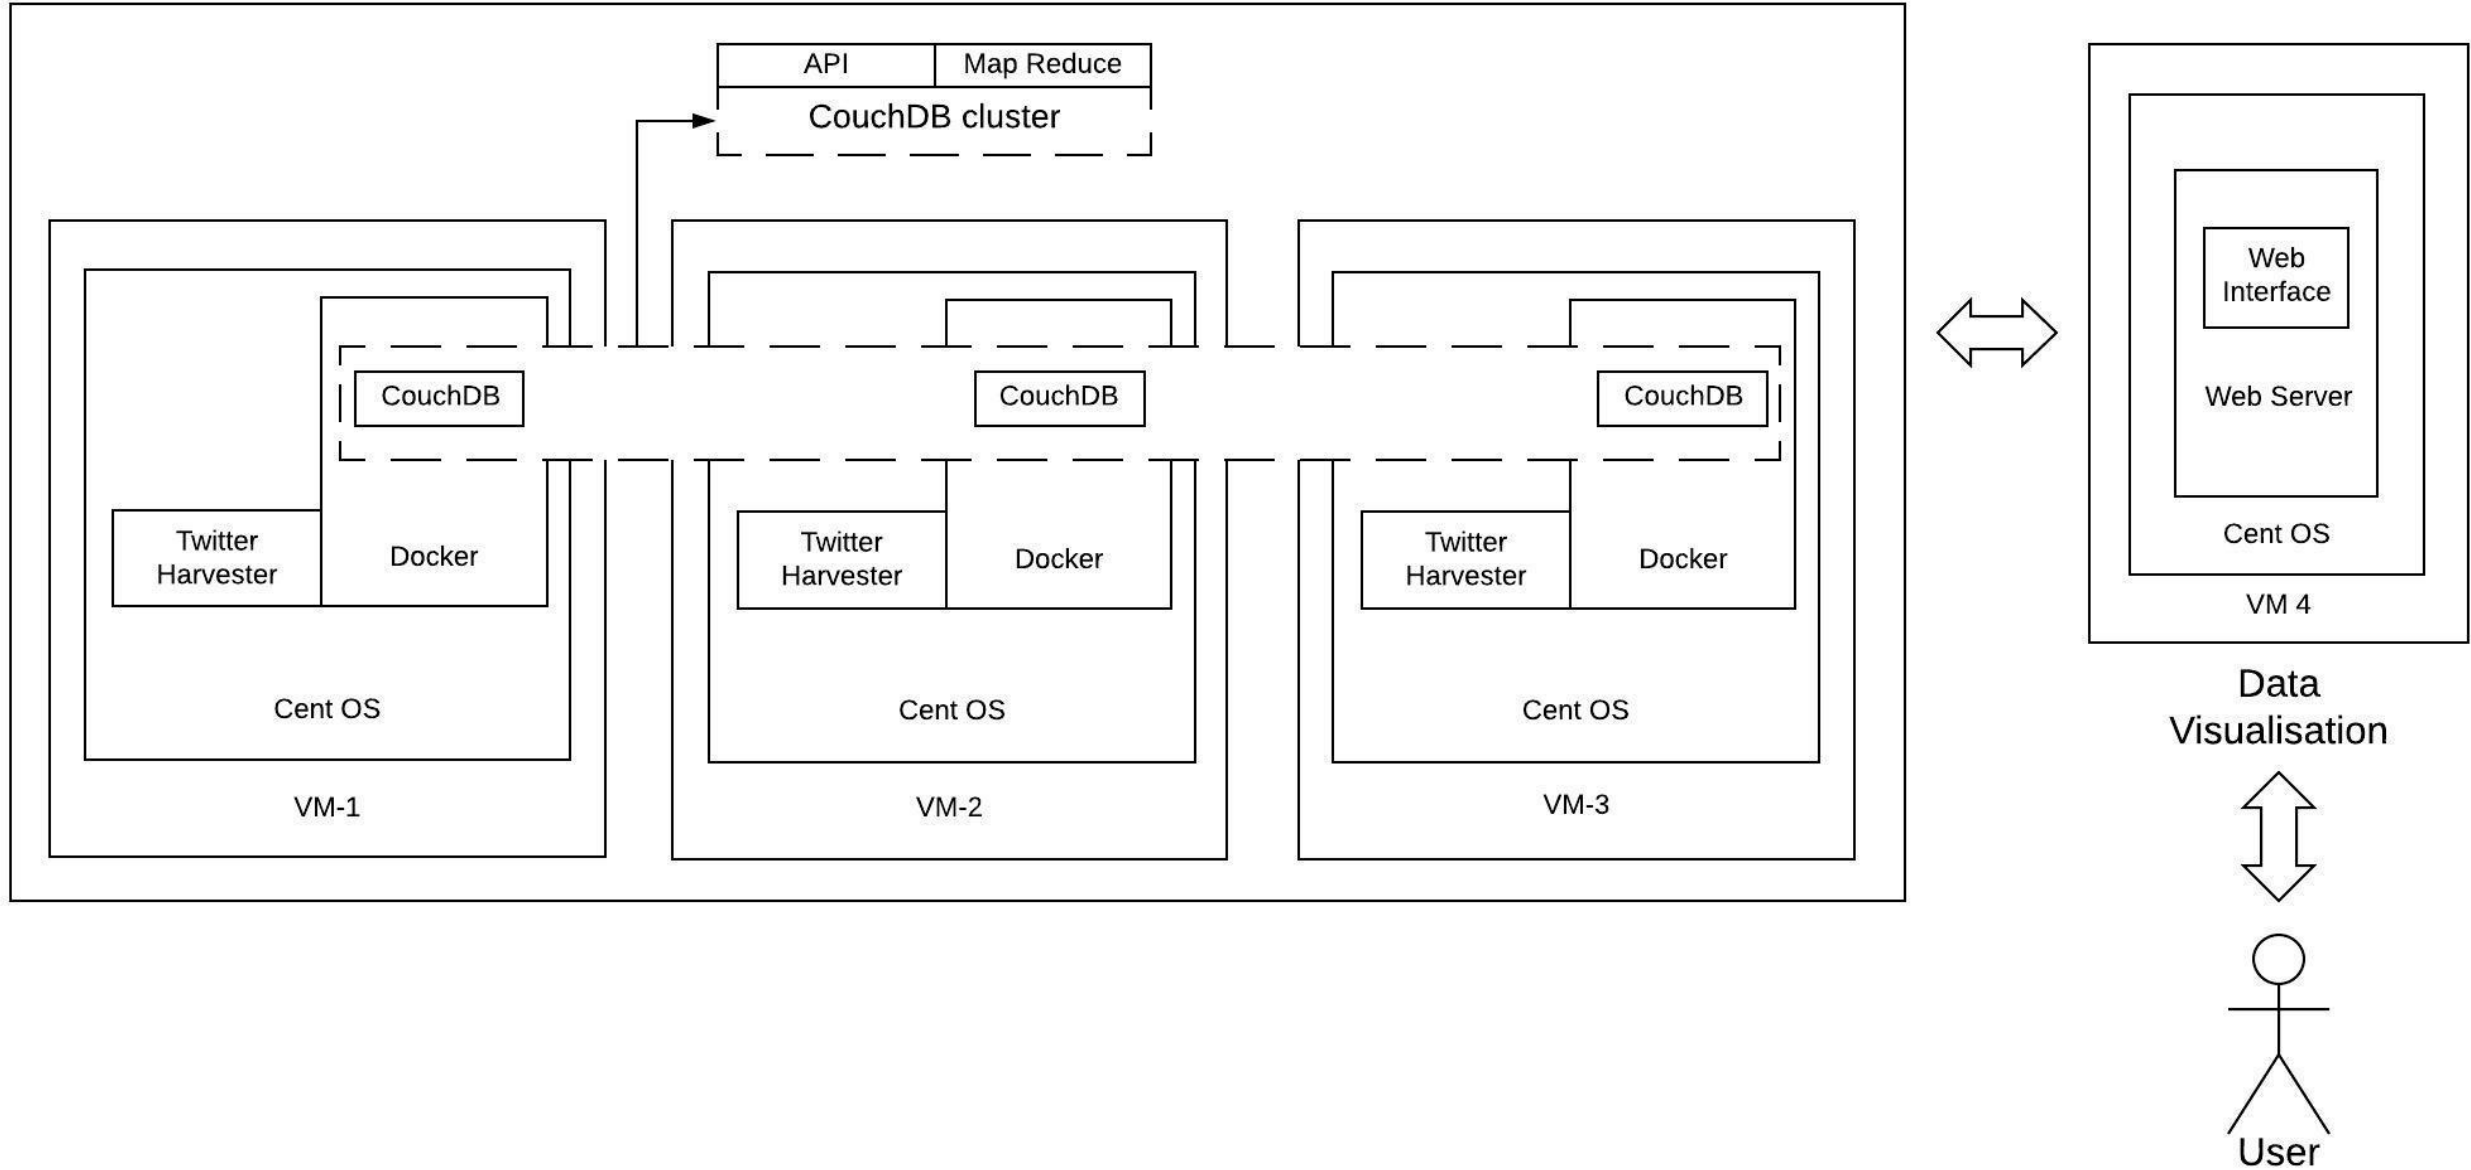 API
Map Reduce
CouchDB cluster
CouchDB
Twitter
Harvester
Docker
Cent OS
VM-1
CouchDB
Twitter
Harvester
Docker
Cent OS
VM-2
CouchDB
Twitter
Harvester
Docker
Cent OS
VM-3
Web
Interface
Web Server
Cent OS
VM 4
Data
Visualisation
User